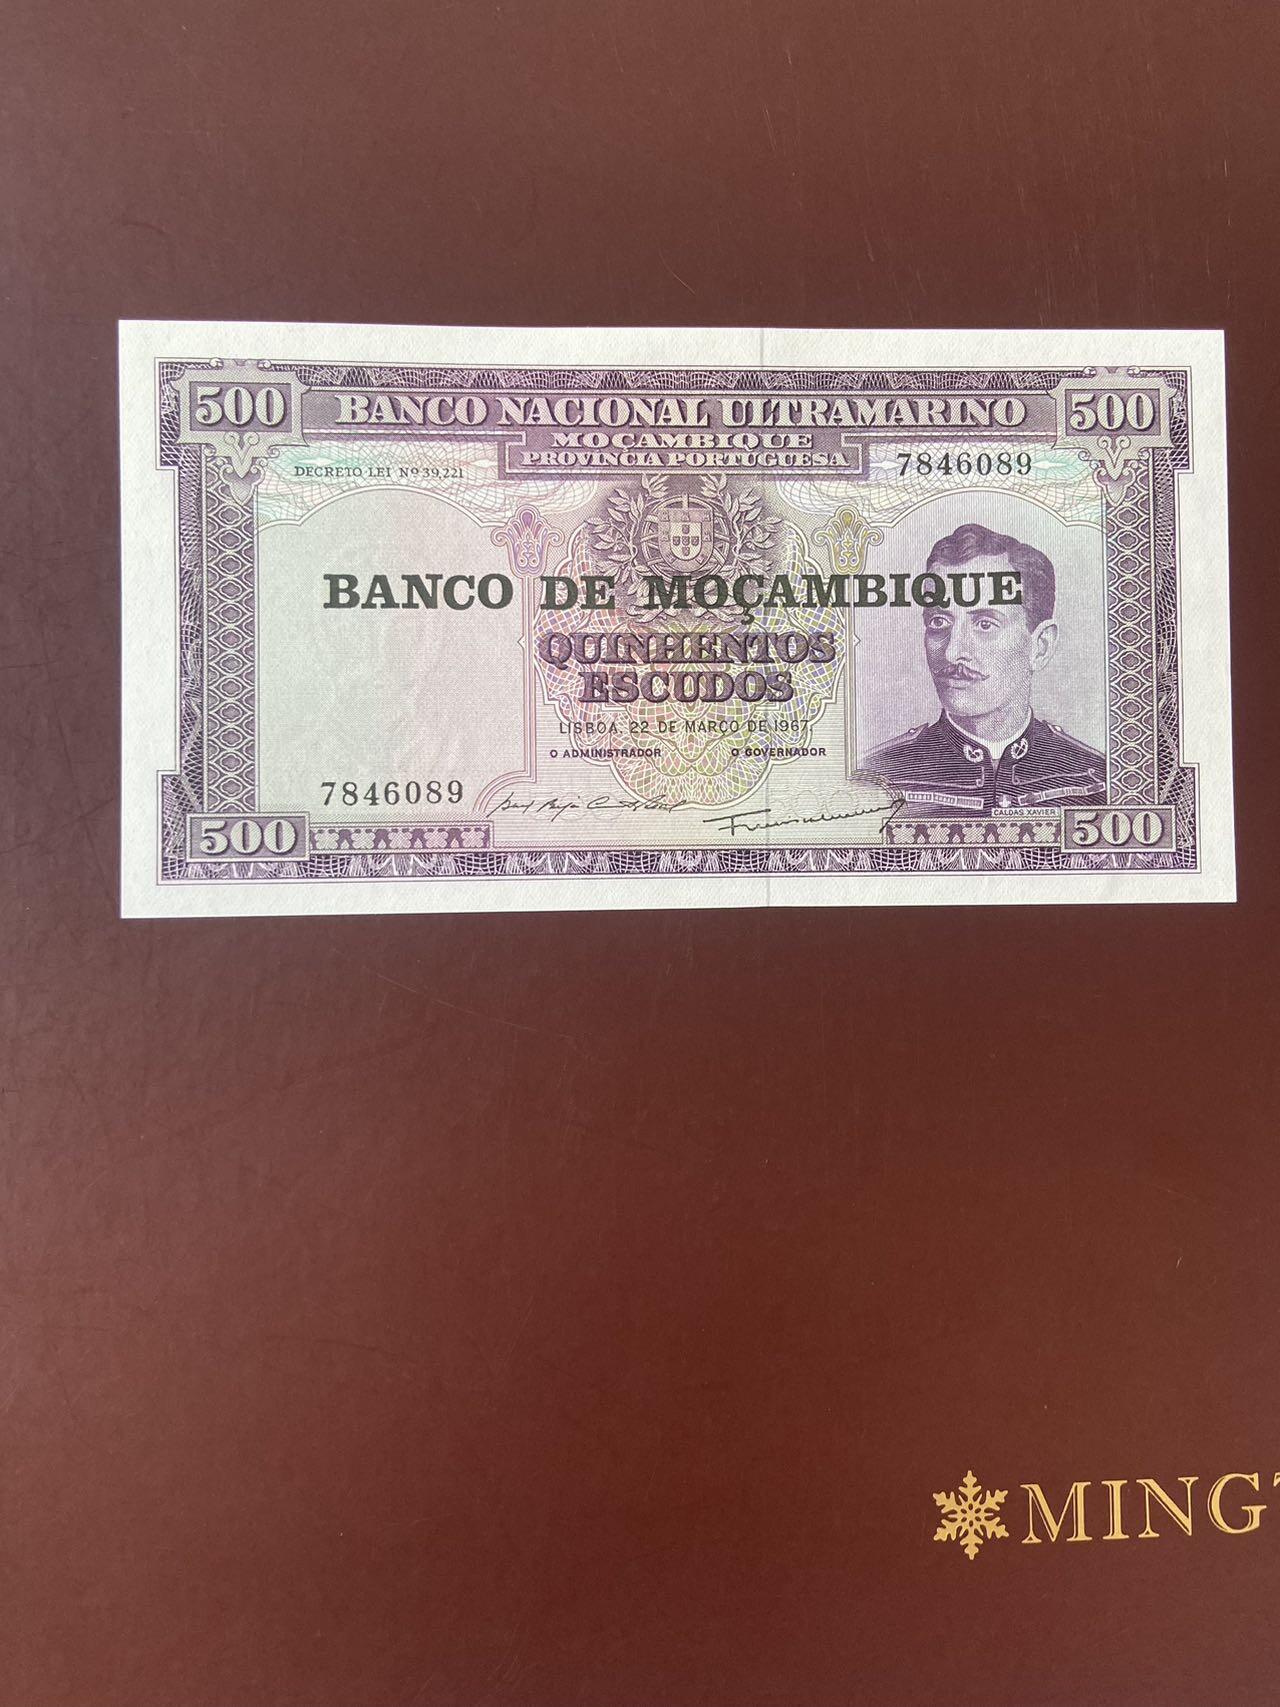 500 BANCO NACIONAL ULTRAMARINO 500
MOÇAMBIQUE
PROVINCIA PORTUGUESA
DECRETO LEI Nº 39,221
7846089
BANCO DE MOÇAMBIQUE
QUINHENTOS
ESCUDOS
LISBOA, 22 DE MARÇO DE 1967
O ADMINISTRADOR O GOVERNADOR
7846089
CALDAS XAVIER
500 500
MING